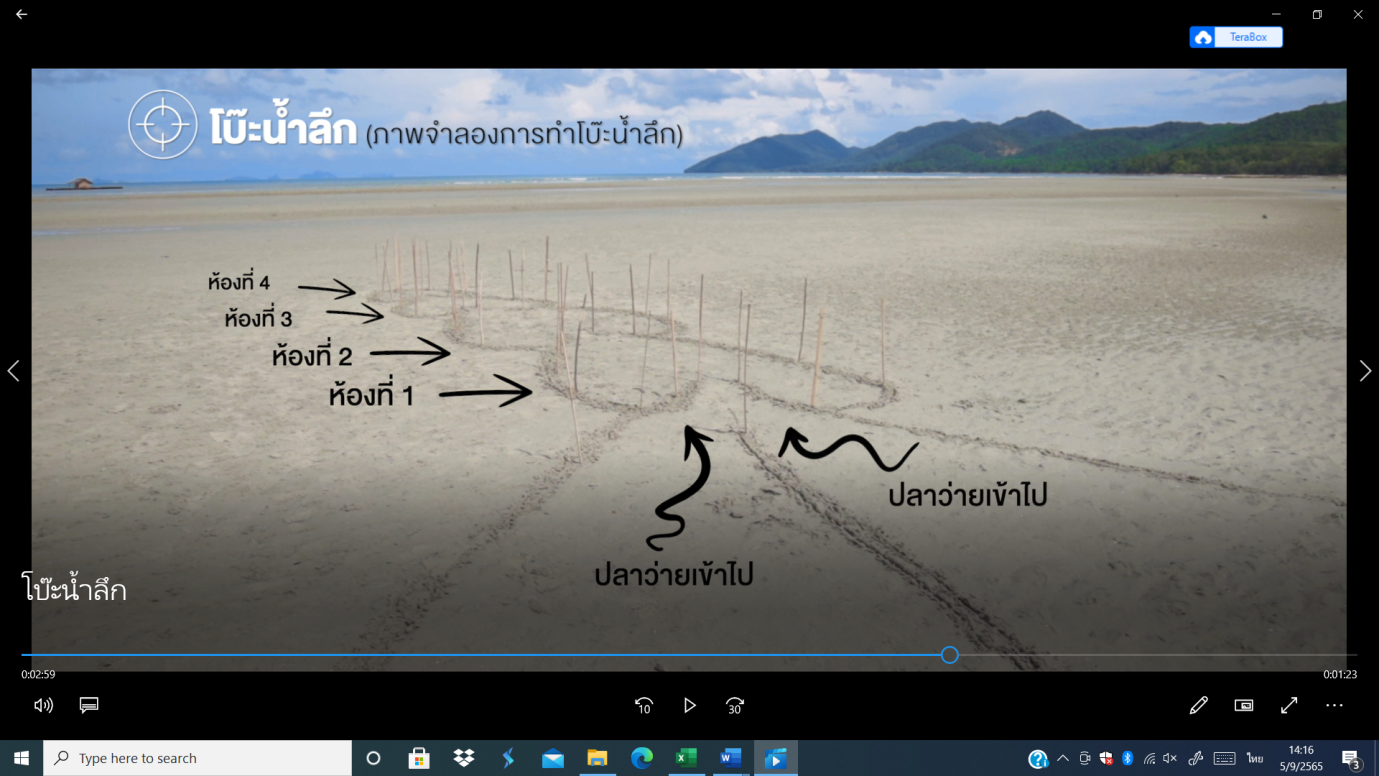 TeraBox
โบ๊ะน้ำลึก (ภาพจำลองการทำโบ๊ะน้ำลึก)
ห้องที่ 4
ห้องที่ 3
ห้องที่ 2
ห้องที่ 1
ปลาว่ายเข้าไป
ปลาว่ายเข้าไป
โบ๊ะน้ำลึก
0:02:59
0:01:23
10
30
Type here to search
ไทย
14:16
5/9/2565
3